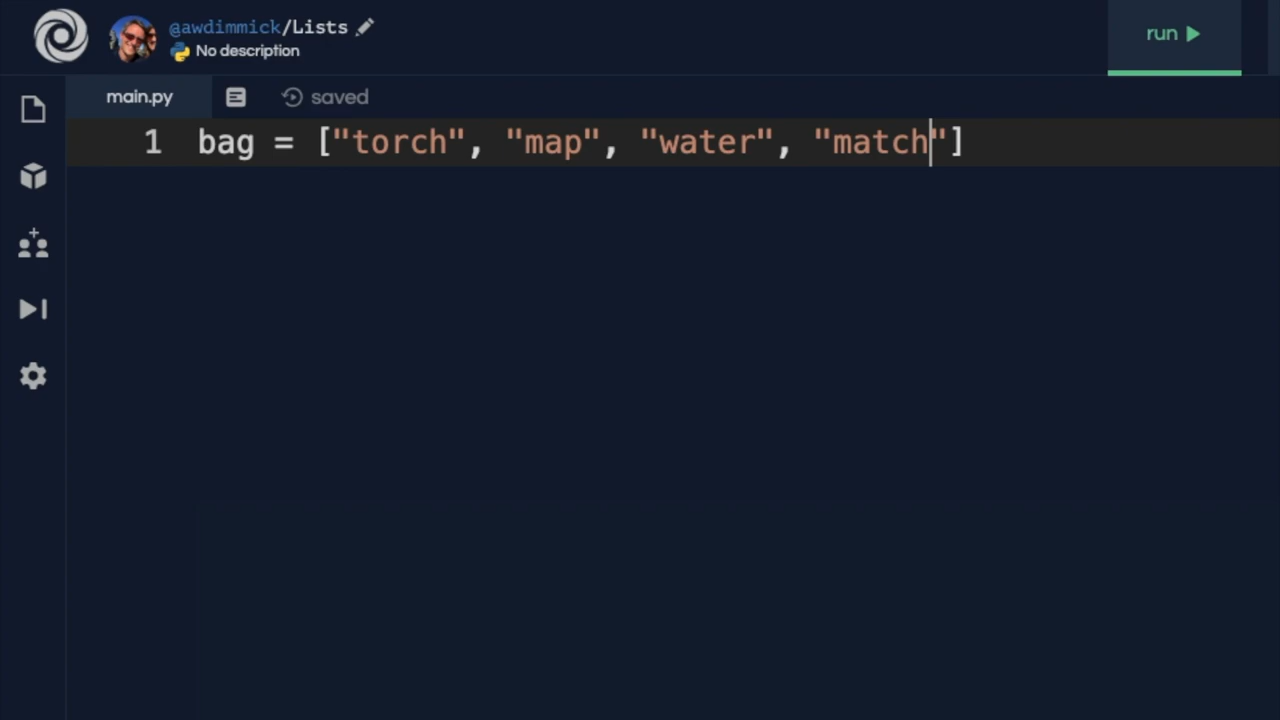 @awdimmick/Lists
No description
run
main.py
saved
1 bag = ["torch", "map", "water", "match"]